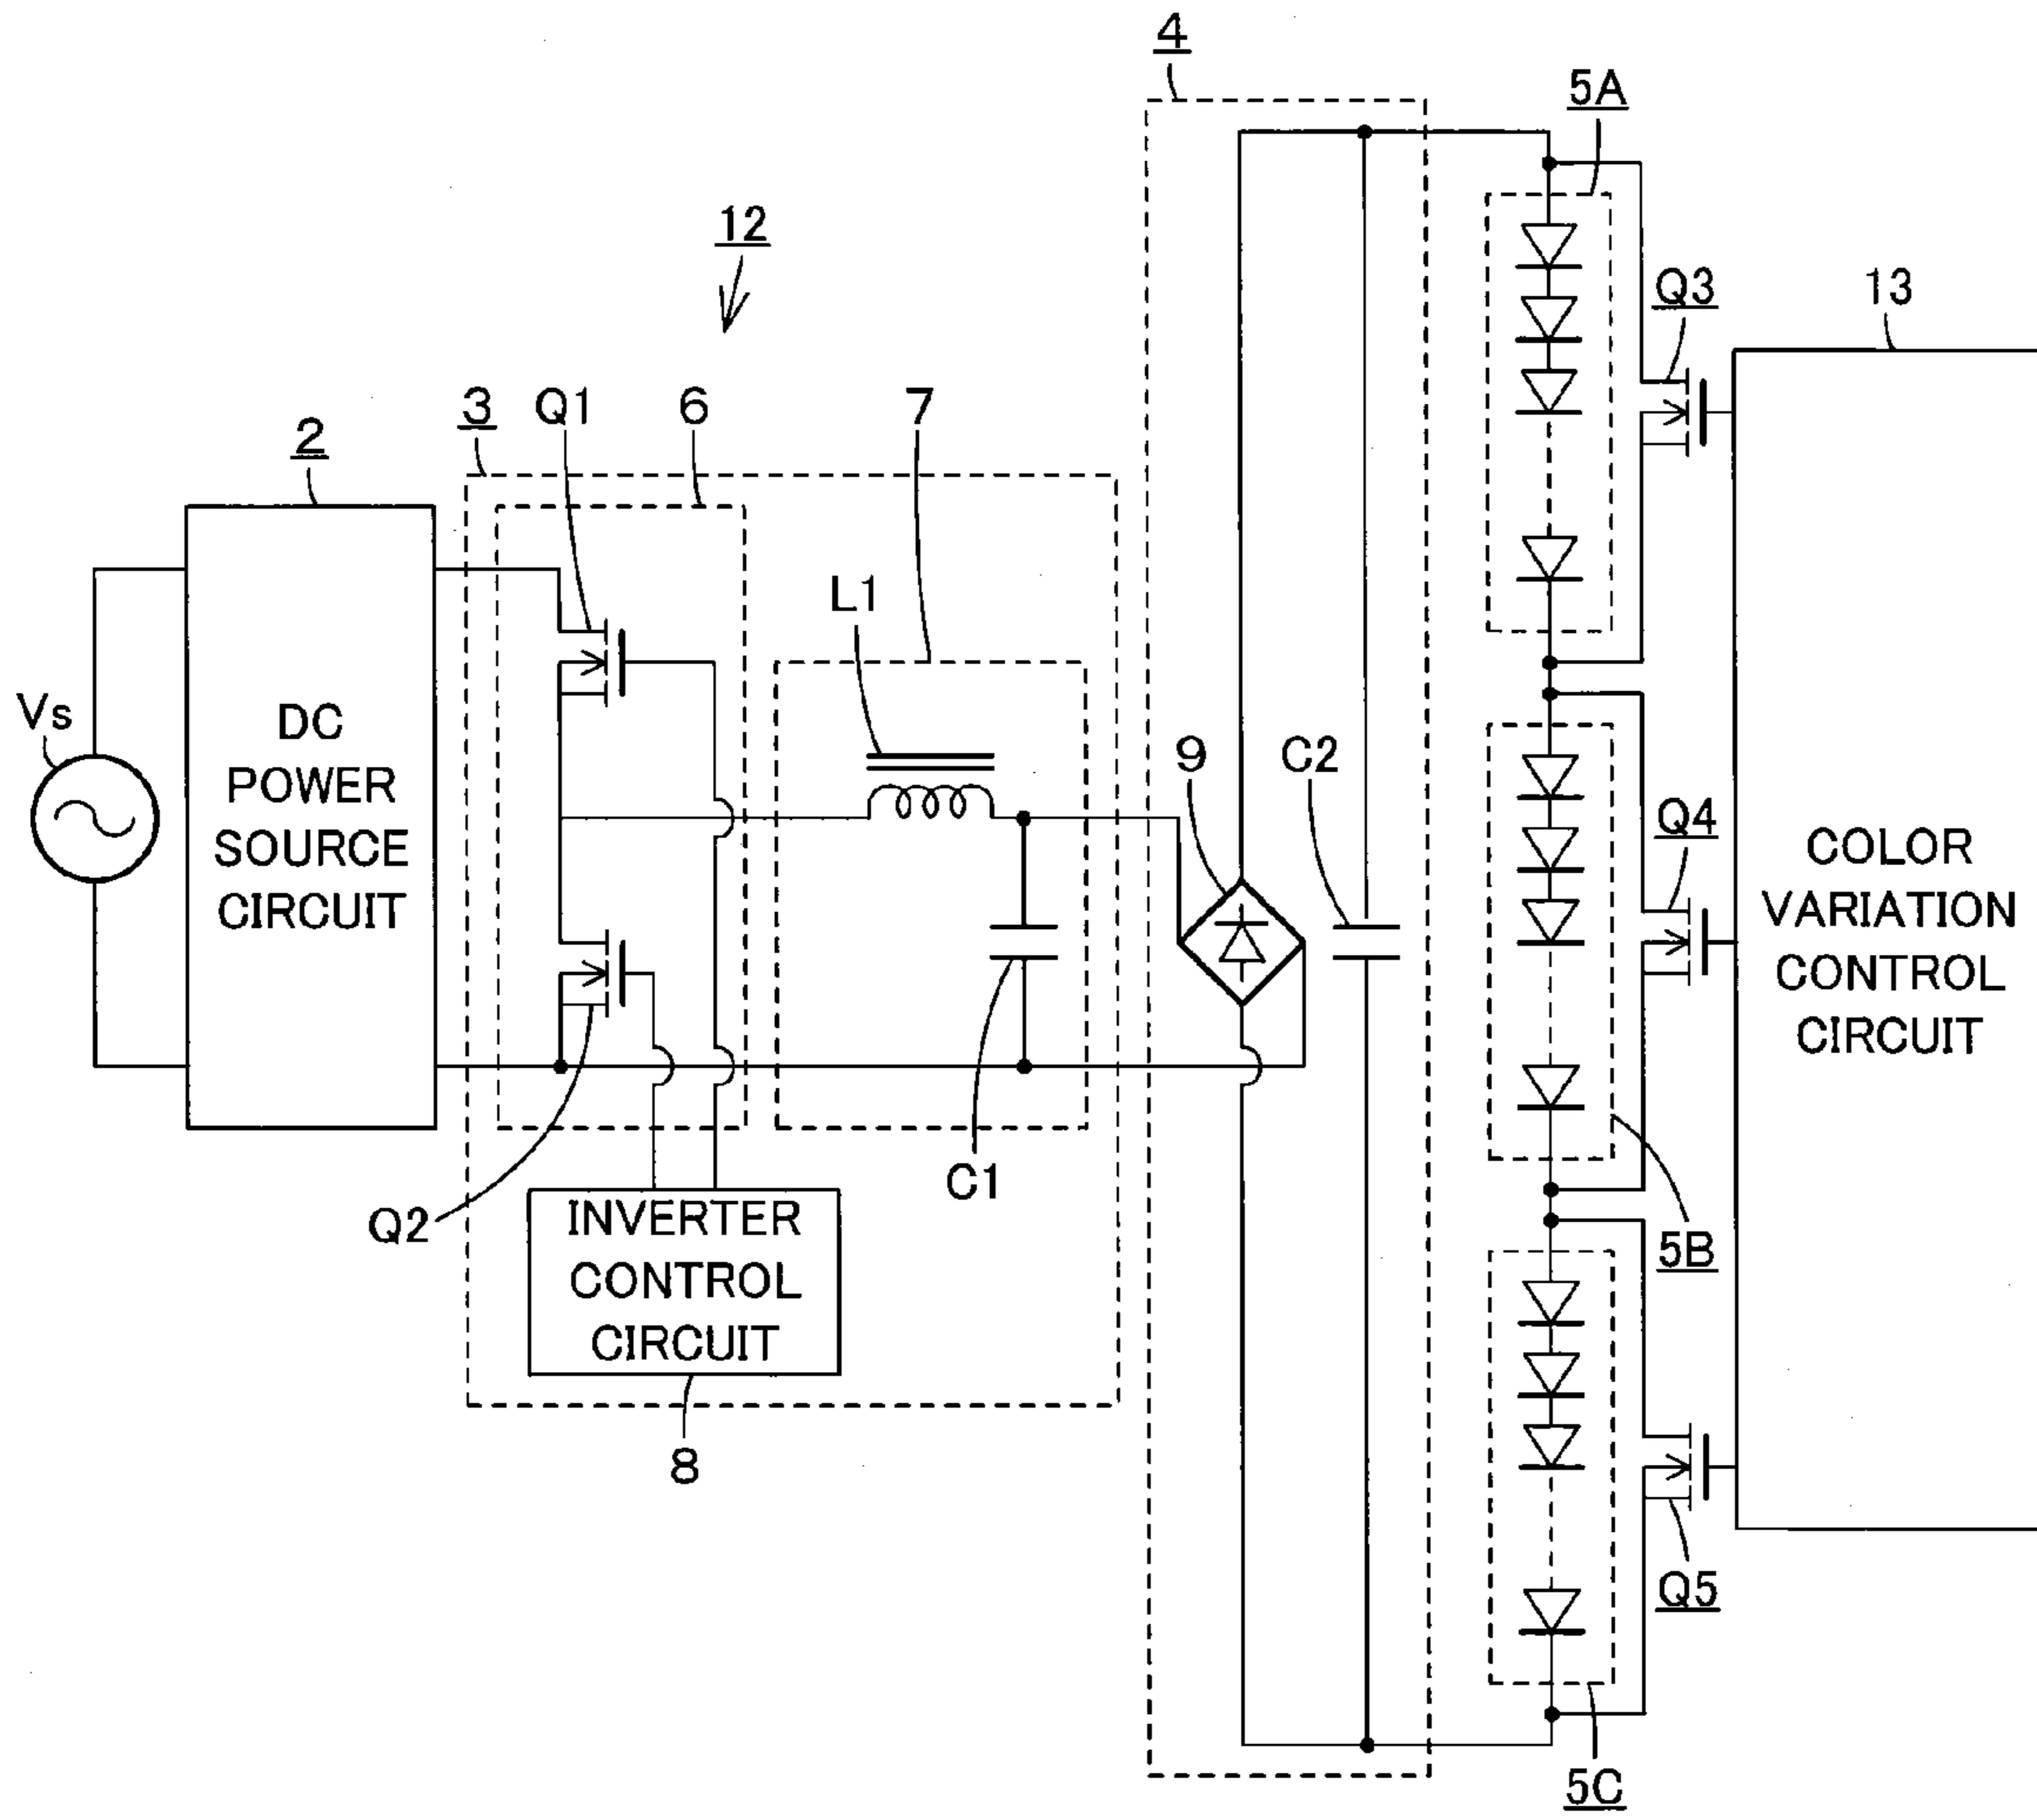 4
5A
12
Q3
13
3
Q1
6
7
2
L1
Vs
DC
POWER
SOURCE
CIRCUIT
9
C2
Q4
COLOR
VARIATION
CONTROL
CIRCUIT
C1
Q2
INVERTER
CONTROL
CIRCUIT
5B
8
Q5
5C